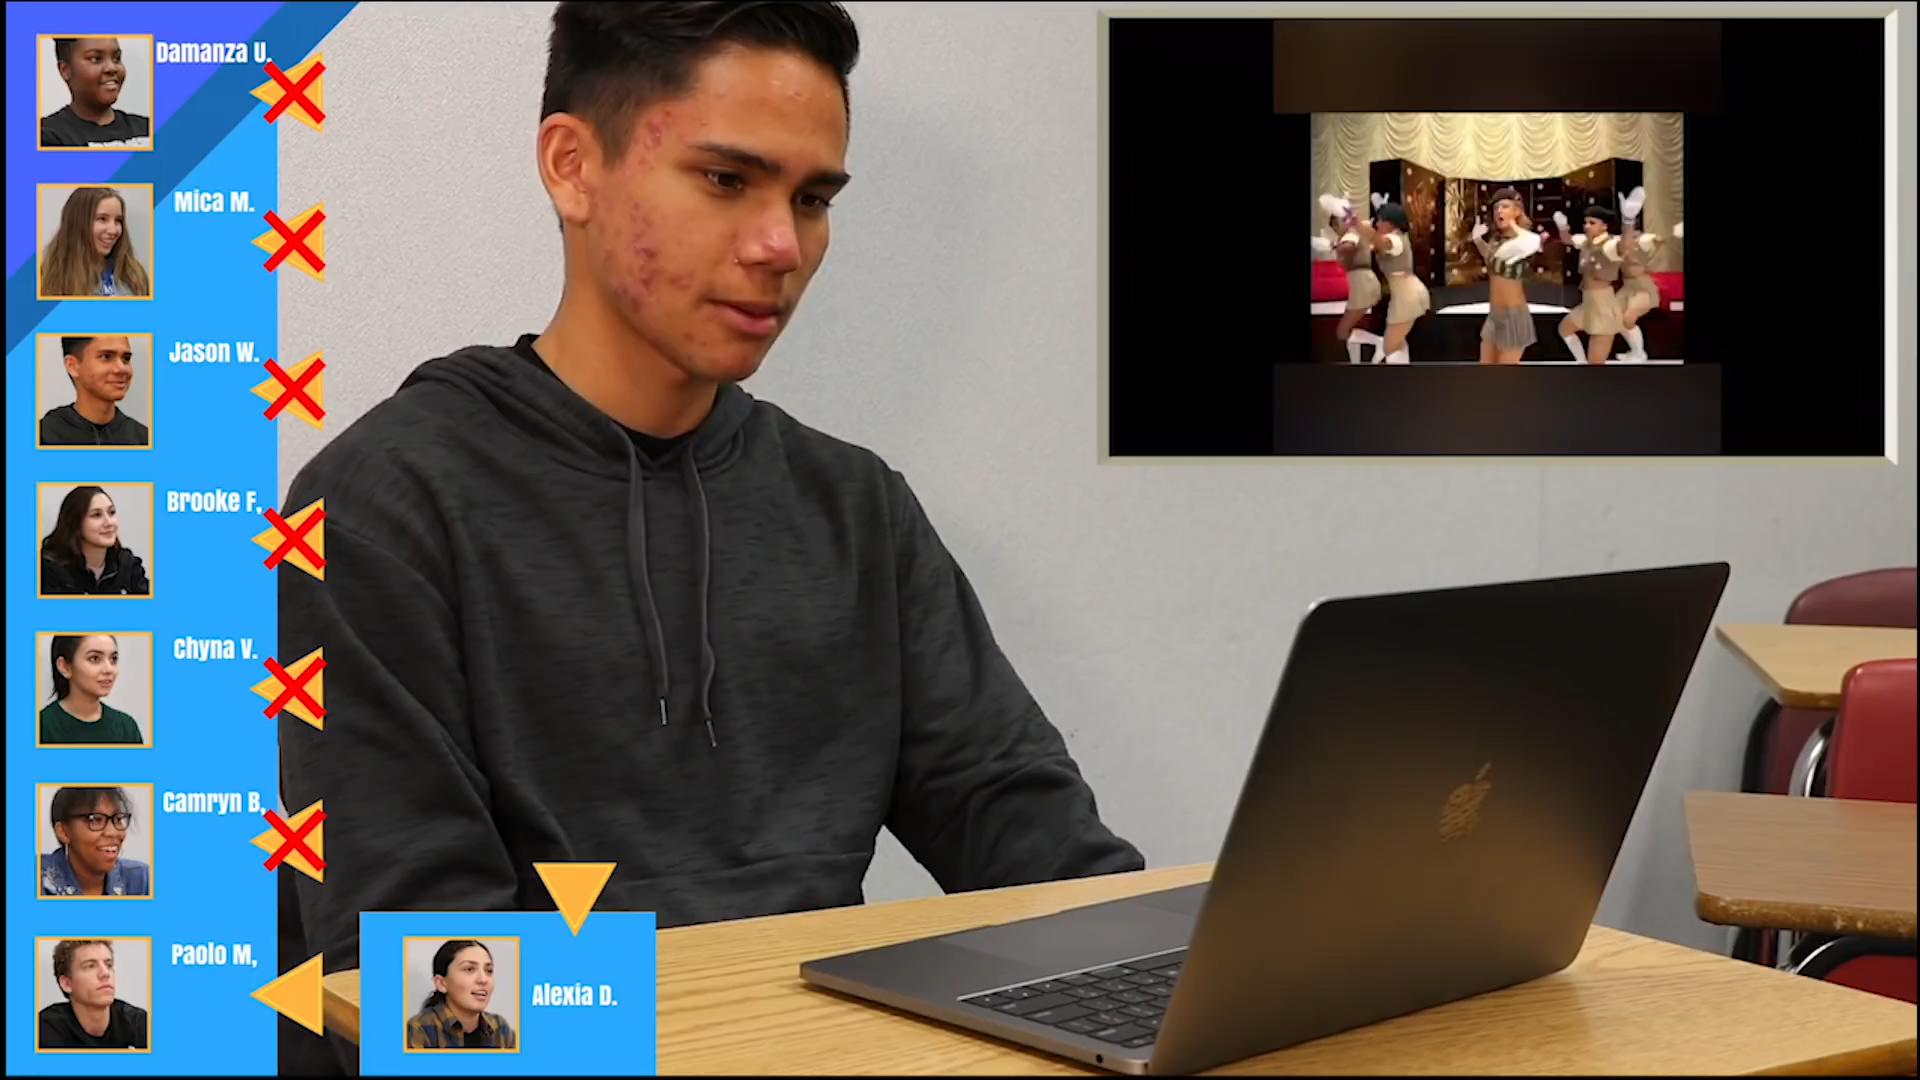 Damanza U.
Mica M.
Jason W.
Brooke F,
Chyna V.
Camryn B,
Paolo M,
Alexia D.